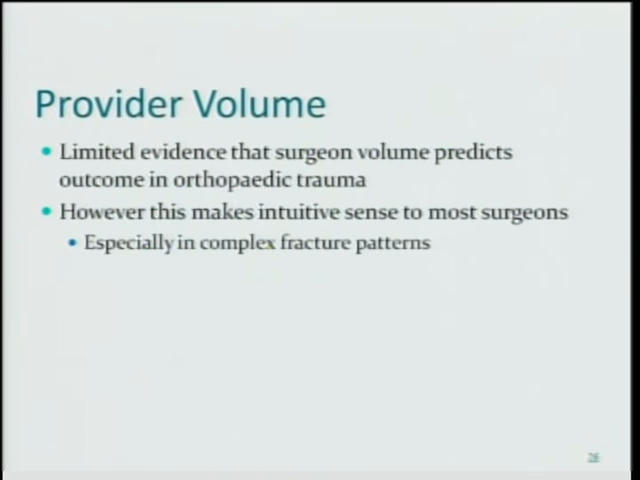 Provider Volume
Limited evidence that surgeon volume predicts
outcome in orthopaedic trauma
However this makes intuitive sense to most surgeons
Especially in complex fracture patterns